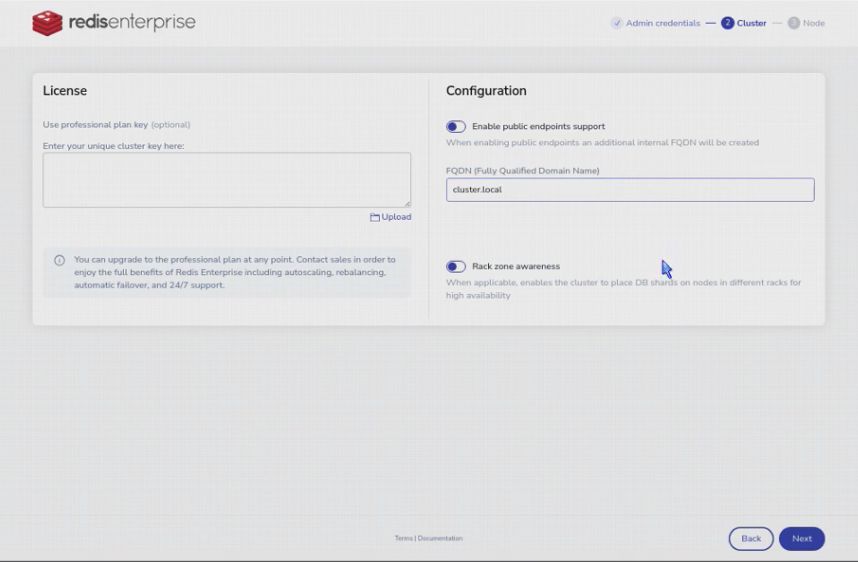 redisenterprise
✓ Admin credentials — 2 Cluster — 3 Node
License
Use professional plan key (optional)
Enter your unique cluster key here:
Upload
You can upgrade to the professional plan at any point. Contact sales in order to
enjoy the full benefits of Redis Enterprise including autoscaling, rebalancing,
automatic failover, and 24/7 support.
Configuration
Enable public endpoints support
When enabling public endpoints an additional internal FQDN will be created
FQDN (Fully Qualified Domain Name)
cluster.local
Rack zone awareness
When applicable, enables the cluster to place DB shards on nodes in different racks for
high availability
Terms | Documentation
Back
Next